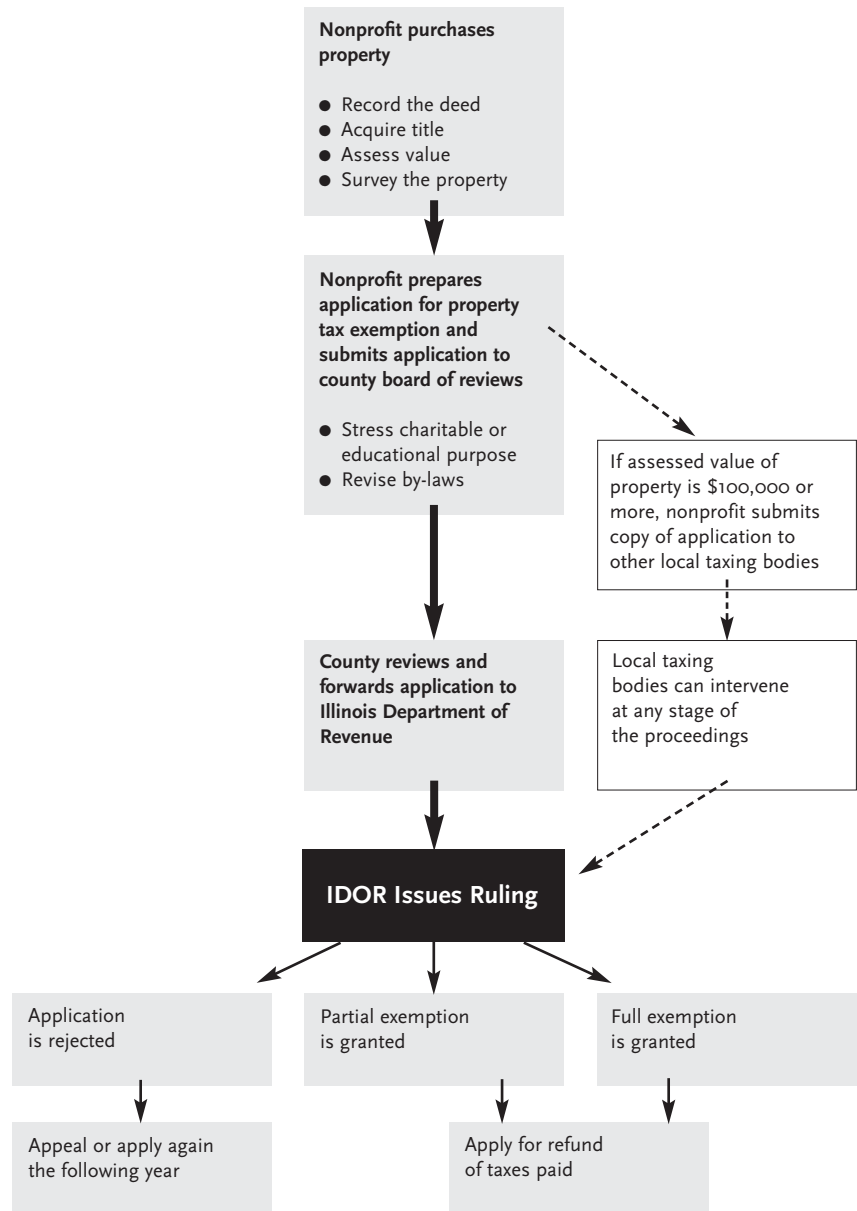 Nonprofit purchases
property
● Record the deed
● Acquire title
● Assess value
● Survey the property
Nonprofit prepares
application for property
tax exemption and
submits application to
county board of reviews
● Stress charitable or
educational purpose
● Revise by-laws
If assessed value of
property is $100,000 or
more, nonprofit submits
copy of application to
other local taxing bodies
County reviews and
forwards application to
Illinois Department of
Revenue
Local taxing
bodies can intervene
at any stage of
the proceedings
IDOR Issues Ruling
Application
is rejected
Partial exemption
is granted
Full exemption
is granted
Appeal or apply again
the following year
Apply for refund
of taxes paid